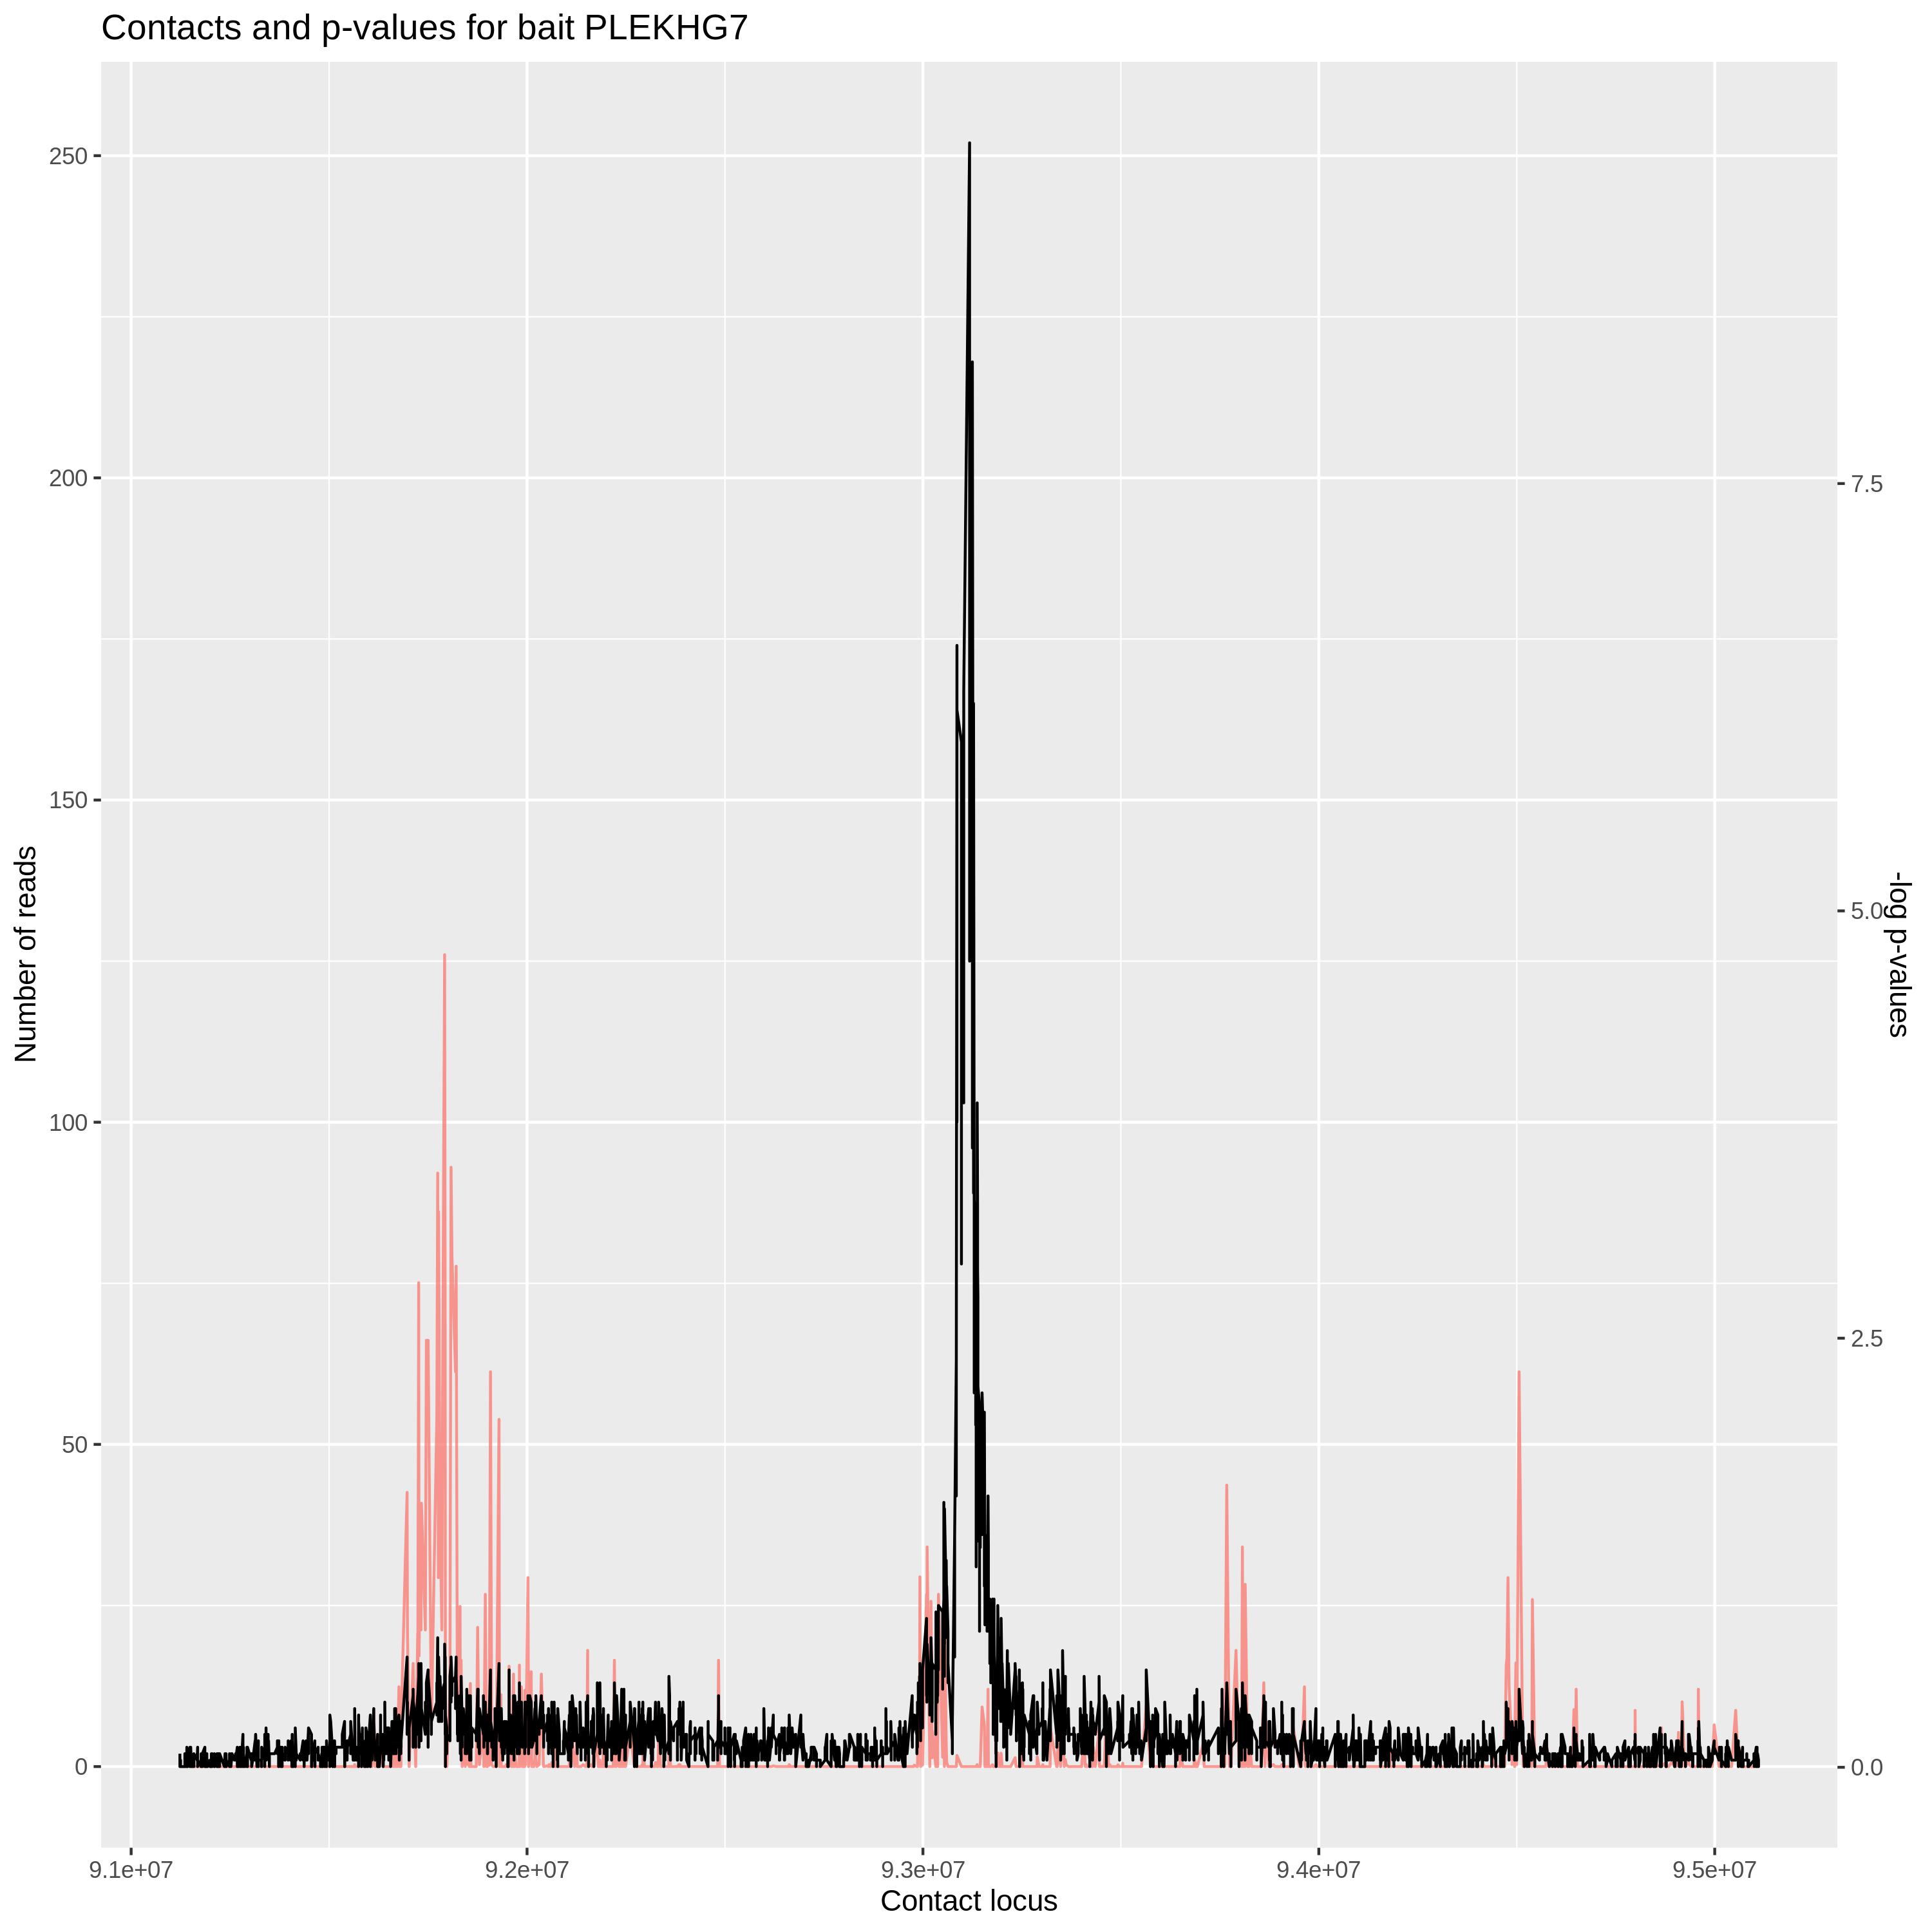 Contacts and p-values for bait PLEKHG7
250
200
150
100
50
0
Number of reads
7.5
5.0
2.5
0.0
-log p-values
9.1e+07 9.2e+07 9.3e+07 9.4e+07 9.5e+07
Contact locus